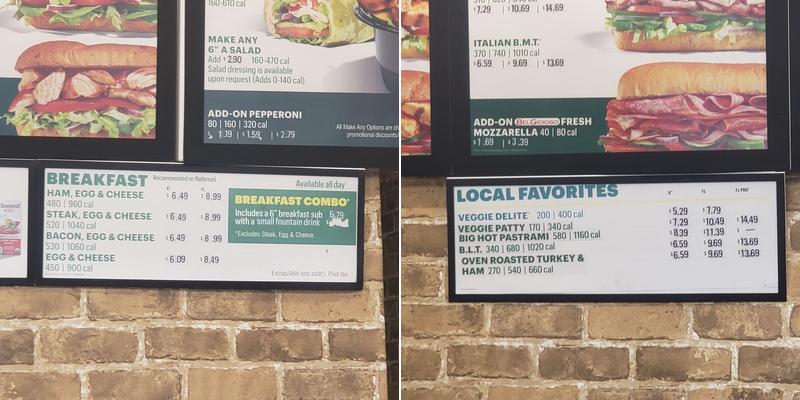 160-610 cal
MAKE ANY
6" A SALAD
Add $2.90 160-470 cal
Salad dressing is available
upon request (Adds 0-140 cal).
ADD-ON PEPPERONI
80 | 160 | 320 cal
$1.19 | $1.59 | $2.79
All Make Any Options are
promotional discounts
BREAKFAST Recommended on flatbread. Available all day
6" FL
HAM, EGG & CHEESE $6.49 $8.99
480 | 960 cal
STEAK, EGG & CHEESE $6.49 $8.99
520 | 1040 cal
BACON, EGG & CHEESE $6.49 $8.99
530 | 1060 cal
EGG & CHEESE $6.09 $8.49
450 | 900 cal
BREAKFAST COMBO*
Includes a 6" breakfast sub 6.79
with a small fountain drink
*Excludes Steak, Egg & Cheese.
Extras/Add-ons addt'l. Plus tax.
$7.29 | $10.69 | $14.69
ITALIAN B.M.T.
370 | 740 | 1010 cal
$6.59 | $9.69 | $13.69
ADD-ON BELGIOIOSO FRESH
MOZZARELLA 40 | 80 cal
$1.69 | $3.39
LOCAL FAVORITES
6" FL FL PRO
VEGGIE DELITE 200 | 400 cal $5.29 $7.79
VEGGIE PATTY 170 | 340 cal $7.29 $10.49 $14.49
BIG HOT PASTRAMI 580 | 1160 cal $8.39 $11.39 $ —
B.L.T. 340 | 680 | 1020 cal $6.59 $9.69 $13.69
OVEN ROASTED TURKEY & $6.59 $9.69 $13.69
HAM 270 | 540 | 660 cal